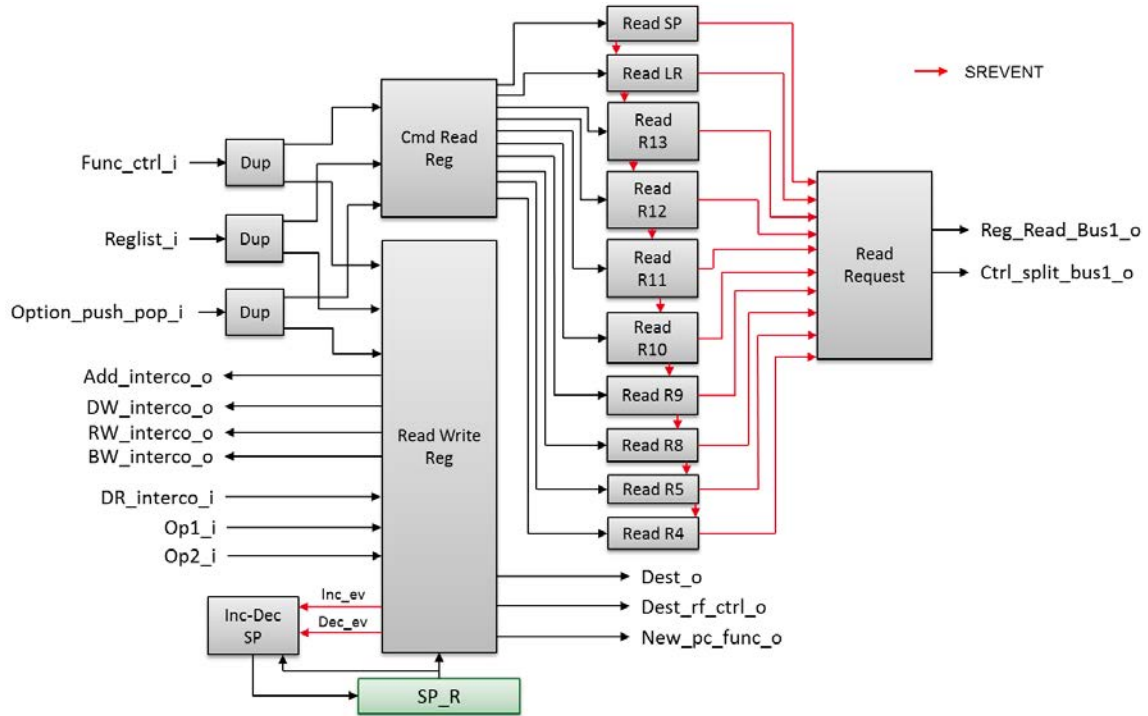 Read SP
SREVENT
Read LR
Cmd Read
Reg
Read
R13
Func_ctrl_i
Dup
Read
R12
Reglist_i
Dup
Reg_Read_Bus1_o
Read
Request
Ctrl_split_bus1_o
Read
R11
Option_push_pop_i
Dup
Read
R10
Add_interco_o
Read R9
DW_interco_o
RW_interco_o
Read Write
Reg
Read R8
BW_interco_o
Read R5
DR_interco_i
Op1_i
Read R4
Op2_i
Dest_o
Inc_ev
Dest_rf_ctrl_o
Inc-Dec
SP
Dec_ev
New_pc_func_o
SP_R